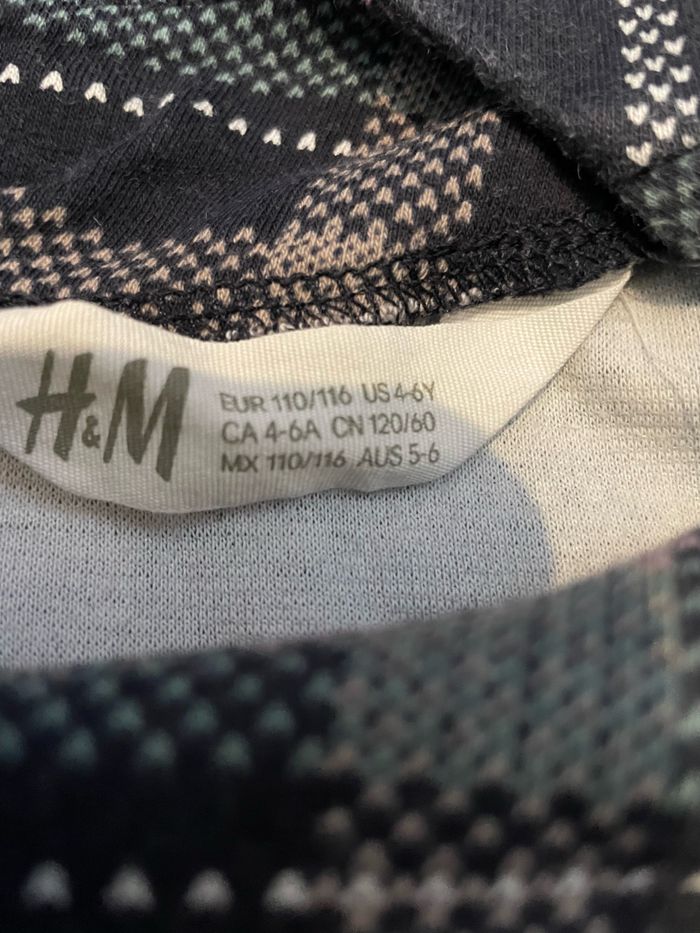 H&M
EUR 110/116 US 4-6Y
CA 4-6A CN 120/60
MX 110/116 AUS 5-6